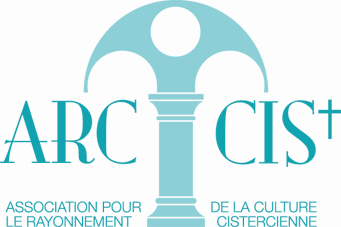 ARC CIS†
ASSOCIATION POUR DE LA CULTURE
LE RAYONNEMENT CISTERCIENNE